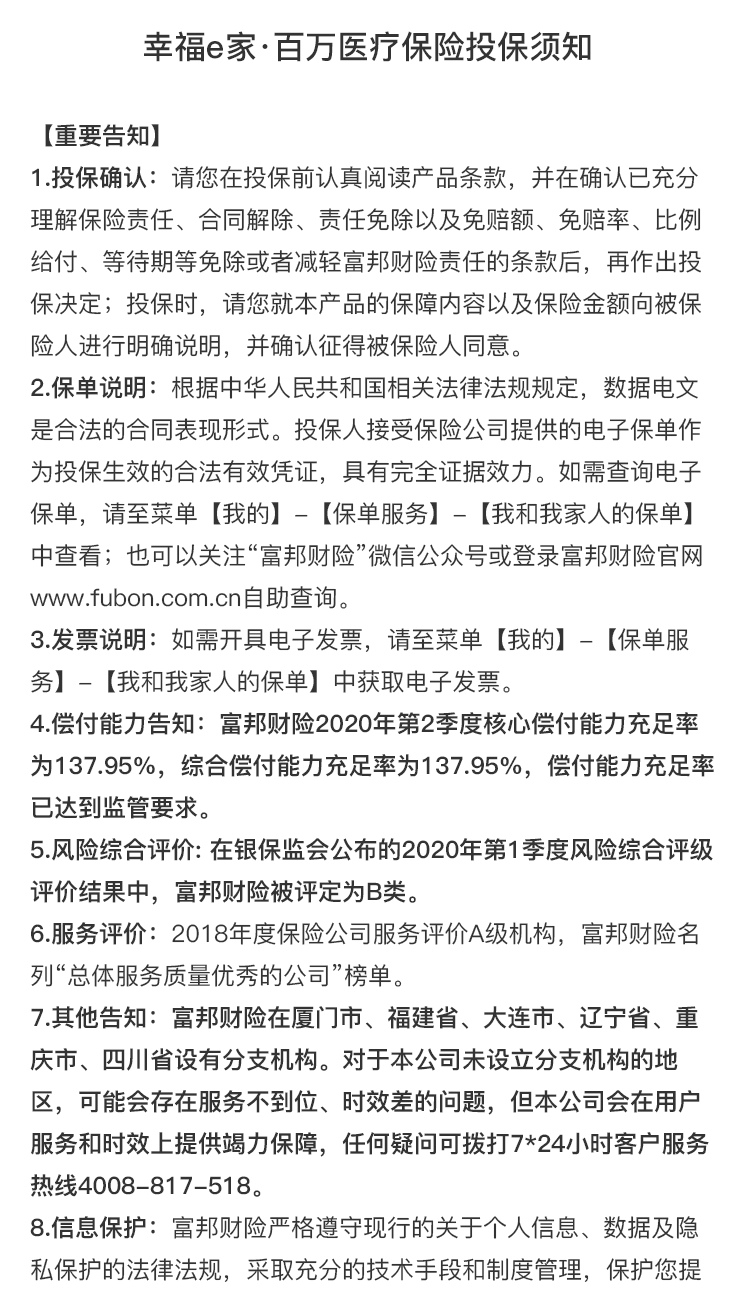 幸福e家·百万医疗保险投保须知
【重要告知】
1.投保确认：请您在投保前认真阅读产品条款，并在确认已充分
理解保险责任、合同解除、责任免除以及免赔额、免赔率、比例
给付、等待期等免除或者减轻富邦财险责任的条款后，再作出投
保决定；投保时，请您就本产品的保障内容以及保险金额向被保
险人进行明确说明，并确认征得被保险人同意。
2.保单说明：根据中华人民共和国相关法律法规规定，数据电文
是合法的合同表现形式。投保人接受保险公司提供的电子保单作
为投保生效的合法有效凭证，具有完全证据效力。如需查询电子
保单，请至菜单【我的】-【保单服务】-【我和我家人的保单】
中查看；也可以关注“富邦财险”微信公众号或登录富邦财险官网
www.fubon.com.cn自助查询。
3.发票说明：如需开具电子发票，请至菜单【我的】-【保单服
务】-【我和我家人的保单】中获取电子发票。
4.偿付能力告知：富邦财险2020年第2季度核心偿付能力充足率
为137.95%，综合偿付能力充足率为137.95%，偿付能力充足率
已达到监管要求。
5.风险综合评价: 在银保监会公布的2020年第1季度风险综合评级
评价结果中，富邦财险被评定为B类。
6.服务评价：2018年度保险公司服务评价A级机构，富邦财险名
列“总体服务质量优秀的公司”榜单。
7.其他告知：富邦财险在厦门市、福建省、大连市、辽宁省、重
庆市、四川省设有分支机构。对于本公司未设立分支机构的地
区，可能会存在服务不到位、时效差的问题，但本公司会在用户
服务和时效上提供竭力保障，任何疑问可拨打7*24小时客户服务
热线4008-817-518。
8.信息保护：富邦财险严格遵守现行的关于个人信息、数据及隐
私保护的法律法规，采取充分的技术手段和制度管理，保护您提